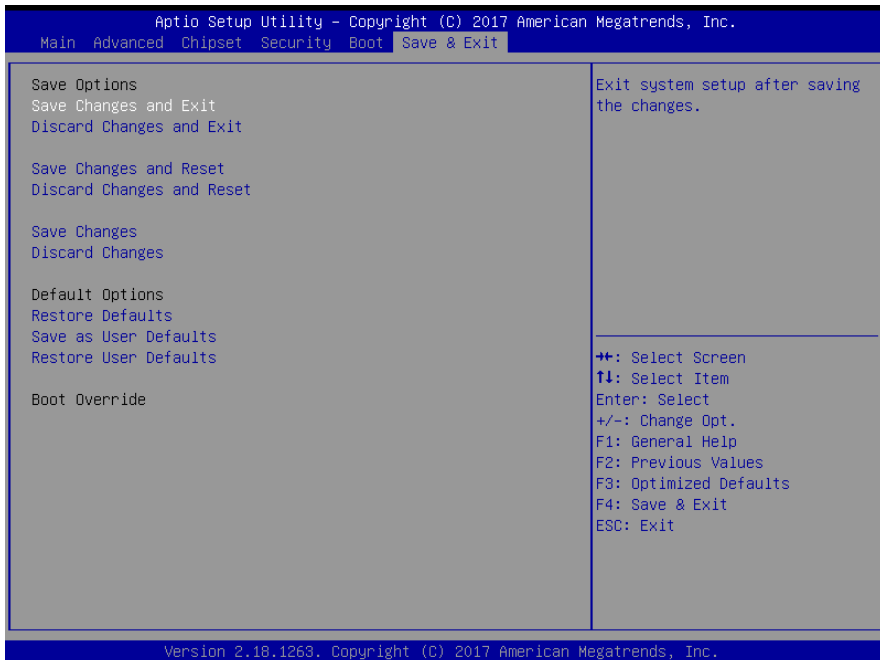 Aptio Setup Utility – Copyright (C) 2017 American Megatrends, Inc.
Main Advanced Chipset Security Boot Save & Exit
Save Options
Save Changes and Exit
Discard Changes and Exit
Save Changes and Reset
Discard Changes and Reset
Save Changes
Discard Changes
Default Options
Restore Defaults
Save as User Defaults
Restore User Defaults
Boot Override
Exit system setup after saving
the changes.
→←: Select Screen
↑↓: Select Item
Enter: Select
+/-: Change Opt.
F1: General Help
F2: Previous Values
F3: Optimized Defaults
F4: Save & Exit
ESC: Exit
Version 2.18.1263. Copyright (C) 2017 American Megatrends, Inc.